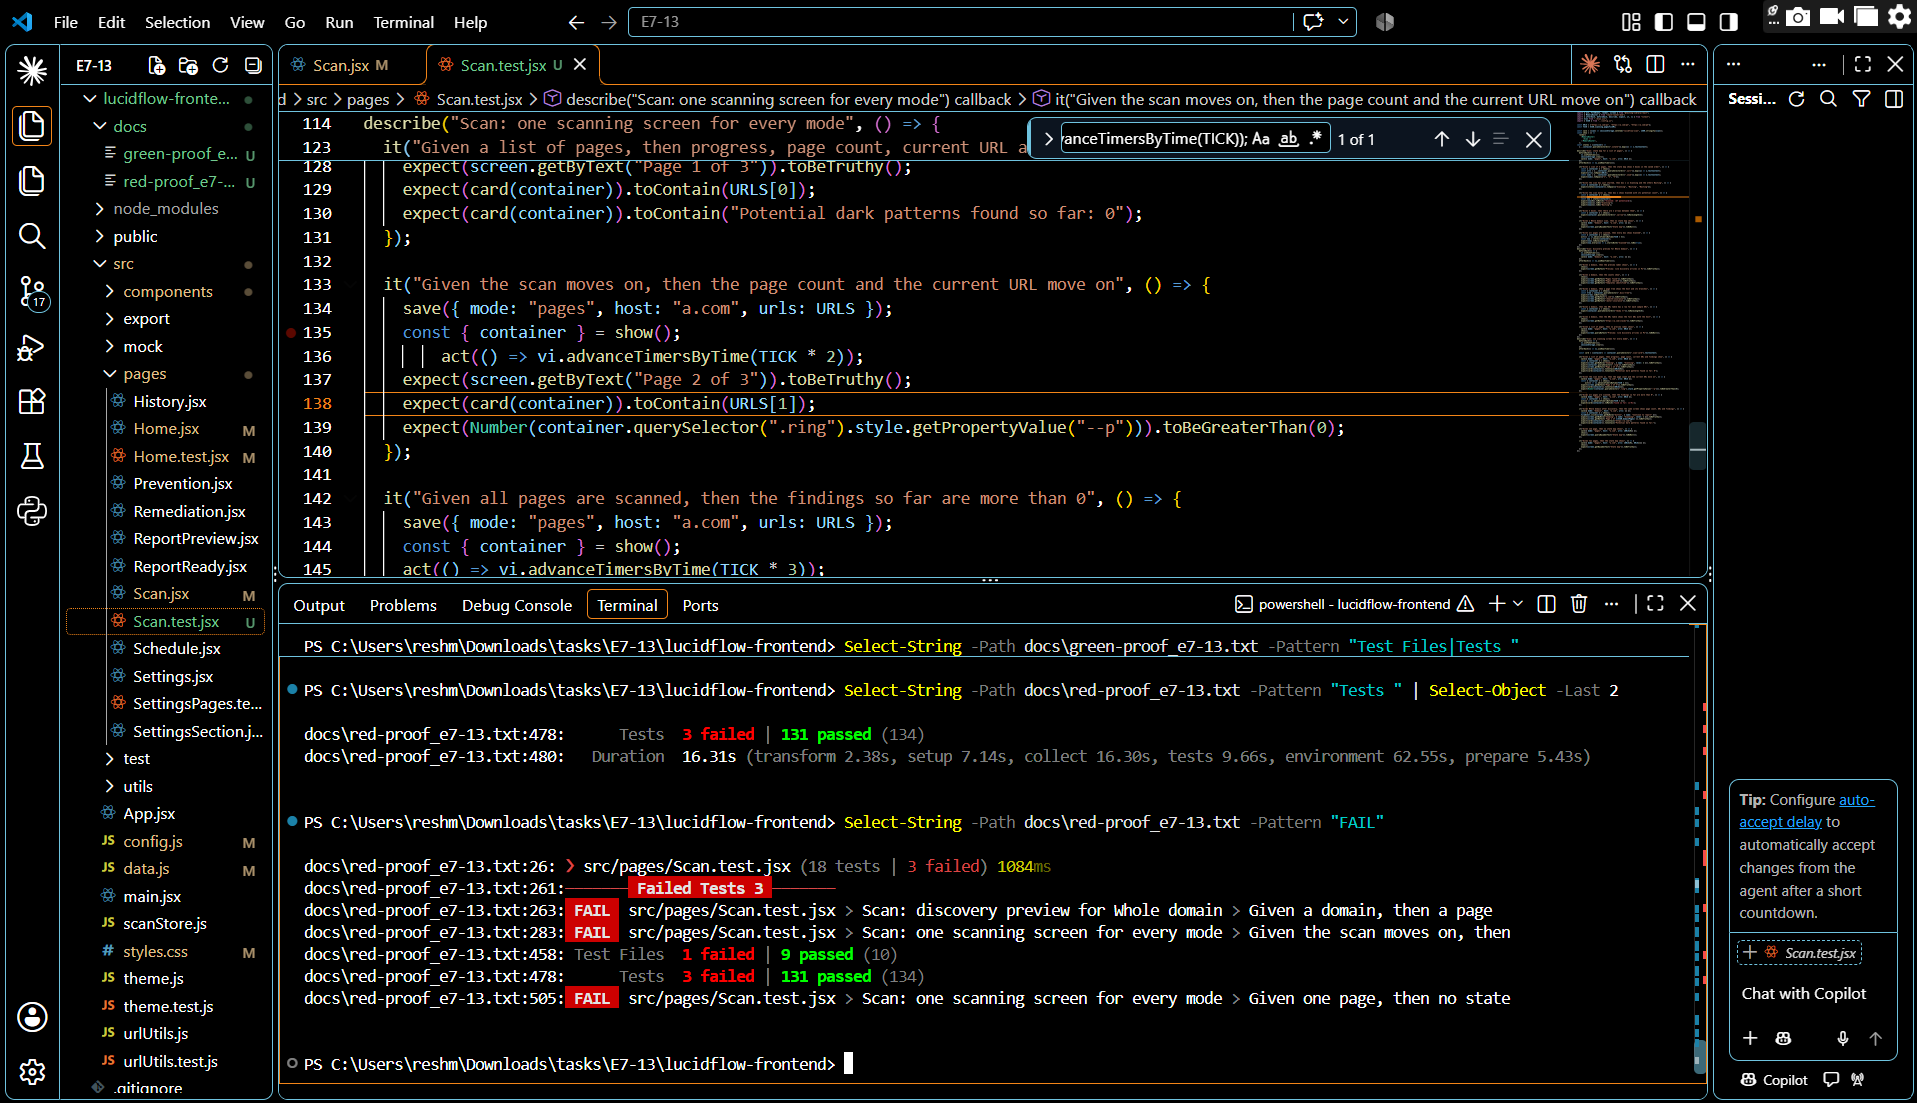 File Edit Selection View Go Run Terminal Help
E7-13
E7-13
lucidflow-fronte...
docs
green-proof_e... U
red-proof_e7-... U
node_modules
public
src
components
export
mock
pages
History.jsx
Home.jsx M
Home.test.jsx M
Prevention.jsx
Remediation.jsx
ReportPreview.jsx
ReportReady.jsx
Scan.jsx M
Scan.test.jsx U
Schedule.jsx
Settings.jsx
SettingsPages.te...
SettingsSection.j...
test
utils
App.jsx
JS config.js M
JS data.js M
main.jsx
JS scanStore.js
# styles.css M
JS theme.js
JS theme.test.js
JS urlUtils.js
JS urlUtils.test.js
.gitignore
17
Scan.jsx M
Scan.test.jsx U
d > src > pages > Scan.test.jsx > describe("Scan: one scanning screen for every mode") callback > it("Given the scan moves on, then the page count and the current URL move on") callback
vanceTimersByTime(TICK)); Aa ab .* 1 of 1
114 describe("Scan: one scanning screen for every mode", () => {
123 it("Given a list of pages, then progress, page count, current URL a
128 expect(screen.getByText("Page 1 of 3")).toBeTruthy();
129 expect(card(container)).toContain(URLS[0]);
130 expect(card(container)).toContain("Potential dark patterns found so far: 0");
131 });
132
133 it("Given the scan moves on, then the page count and the current URL move on", () => {
134 save({ mode: "pages", host: "a.com", urls: URLS });
135 const { container } = show();
136 act(() => vi.advanceTimersByTime(TICK * 2));
137 expect(screen.getByText("Page 2 of 3")).toBeTruthy();
138 expect(card(container)).toContain(URLS[1]);
139 expect(Number(container.querySelector(".ring").style.getPropertyValue("--p"))).toBeGreaterThan(0);
140 });
141
142 it("Given all pages are scanned, then the findings so far are more than 0", () => {
143 save({ mode: "pages", host: "a.com", urls: URLS });
144 const { container } = show();
145 act(() => vi.advanceTimersByTime(TICK * 3));
Output Problems Debug Console Terminal Ports
powershell - lucidflow-frontend
PS C:\Users\reshm\Downloads\tasks\E7-13\lucidflow-frontend> Select-String -Path docs\green-proof_e7-13.txt -Pattern "Test Files|Tests "
PS C:\Users\reshm\Downloads\tasks\E7-13\lucidflow-frontend> Select-String -Path docs\red-proof_e7-13.txt -Pattern "Tests " | Select-Object -Last 2
docs\red-proof_e7-13.txt:478: Tests 3 failed | 131 passed (134)
docs\red-proof_e7-13.txt:480: Duration 16.31s (transform 2.38s, setup 7.14s, collect 16.30s, tests 9.66s, environment 62.55s, prepare 5.43s)
PS C:\Users\reshm\Downloads\tasks\E7-13\lucidflow-frontend> Select-String -Path docs\red-proof_e7-13.txt -Pattern "FAIL"
docs\red-proof_e7-13.txt:26: ❯ src/pages/Scan.test.jsx (18 tests | 3 failed) 1084ms
docs\red-proof_e7-13.txt:261: Failed Tests 3
docs\red-proof_e7-13.txt:263: FAIL src/pages/Scan.test.jsx > Scan: discovery preview for Whole domain > Given a domain, then a page
docs\red-proof_e7-13.txt:283: FAIL src/pages/Scan.test.jsx > Scan: one scanning screen for every mode > Given the scan moves on, then
docs\red-proof_e7-13.txt:458: Test Files 1 failed | 9 passed (10)
docs\red-proof_e7-13.txt:478: Tests 3 failed | 131 passed (134)
docs\red-proof_e7-13.txt:505: FAIL src/pages/Scan.test.jsx > Scan: one scanning screen for every mode > Given one page, then no state
PS C:\Users\reshm\Downloads\tasks\E7-13\lucidflow-frontend>
Sessi...
Tip: Configure auto-
accept delay to
automatically accept
changes from the
agent after a short
countdown.
Scan.test.jsx
Chat with Copilot
Copilot